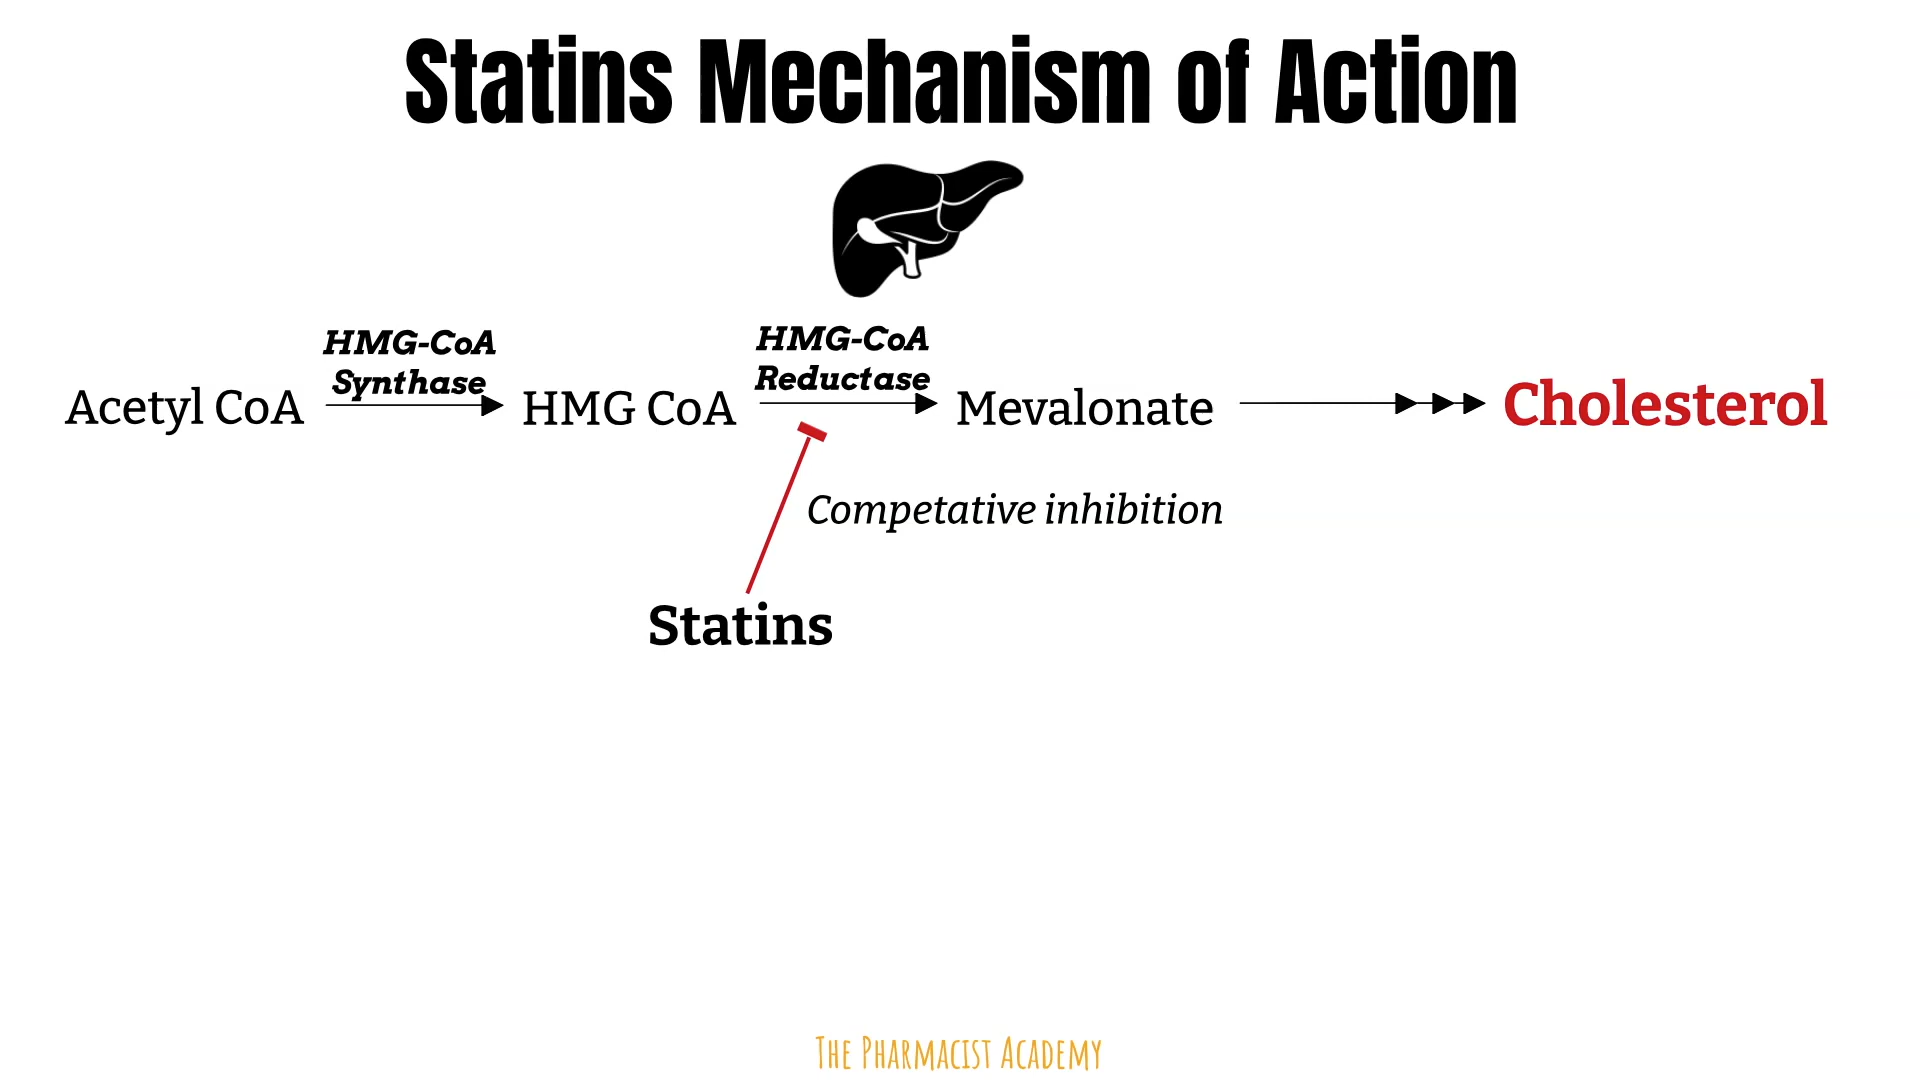 Statins Mechanism of Action
HMG-CoA
Synthase
HMG-CoA
Reductase
Acetyl CoA
HMG CoA
Mevalonate
Cholesterol
Competative inhibition
Statins
The Pharmacist Academy